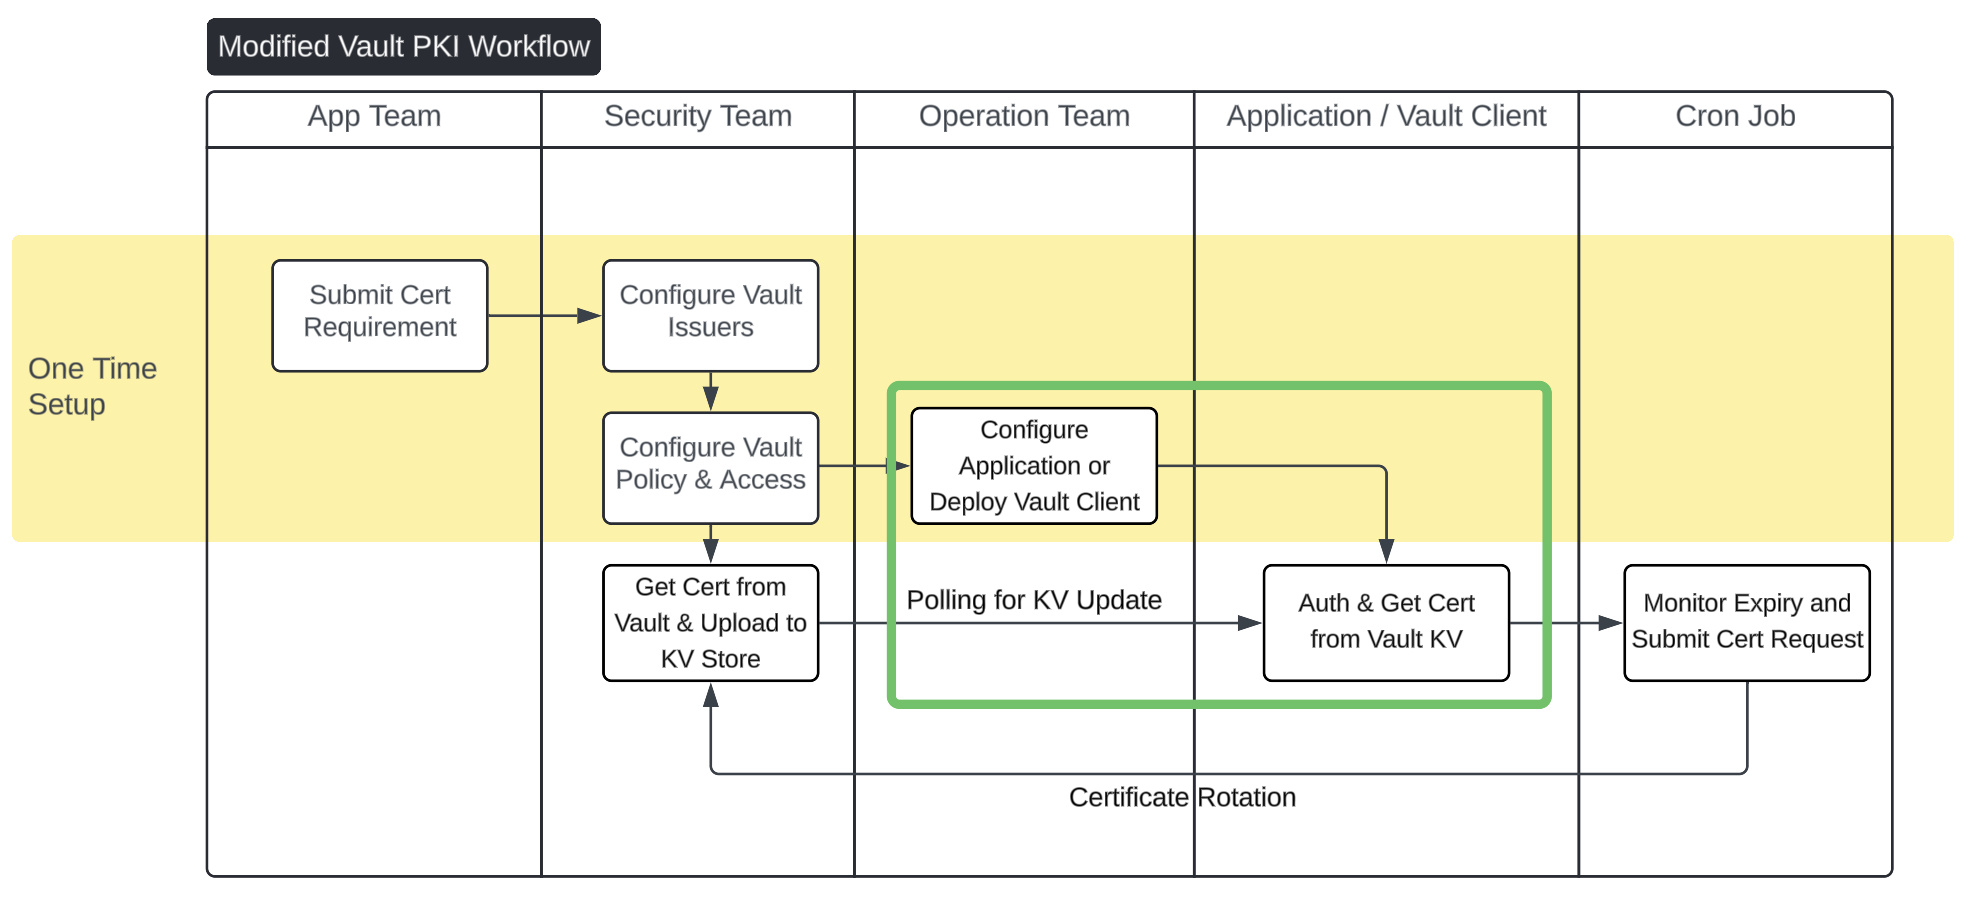 Modified Vault PKI Workflow
App Team
Security Team
Operation Team
Application / Vault Client
Cron Job
One Time
Setup
Submit Cert
Requirement
Configure Vault
Issuers
Configure Vault
Policy & Access
Configure
Application or
Deploy Vault Client
Get Cert from
Vault & Upload to
KV Store
Polling for KV Update
Auth & Get Cert
from Vault KV
Monitor Expiry and
Submit Cert Request
Certificate Rotation